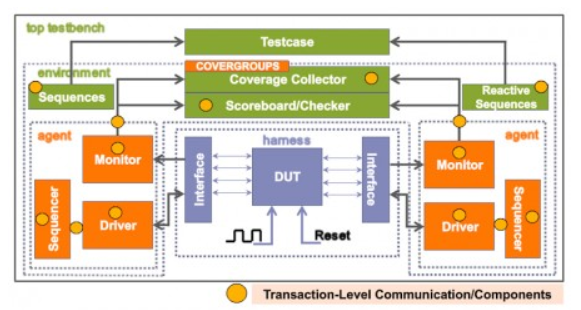 top testbench
Testcase
COVERGROUPS
environment
Coverage Collector
Sequences
Reactive
Sequences
Scoreboard/Checker
agent
harness
agent
Monitor
Interface
DUT
Interface
Monitor
Sequencer
Driver
Driver
Sequencer
Reset
Transaction-Level Communication/Components